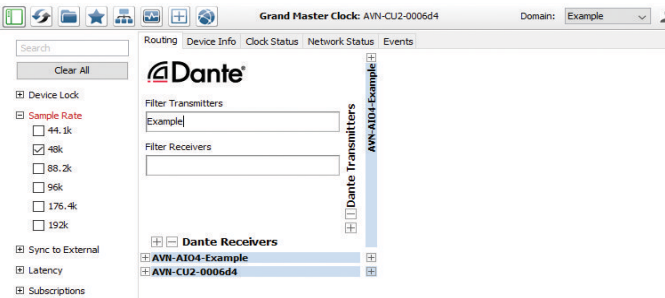 Grand Master Clock: AVN-CU2-0006d4
Domain: Example
Search
Clear All
Device Lock
Sample Rate
44.1k
48k
88.2k
96k
176.4k
192k
Sync to External
Latency
Subscriptions
Routing Device Info Clock Status Network Status Events
Dante
Filter Transmitters
Example
Filter Receivers
Dante Transmitters
AVN-AIO4-Example
Dante Receivers
AVN-AIO4-Example
AVN-CU2-0006d4